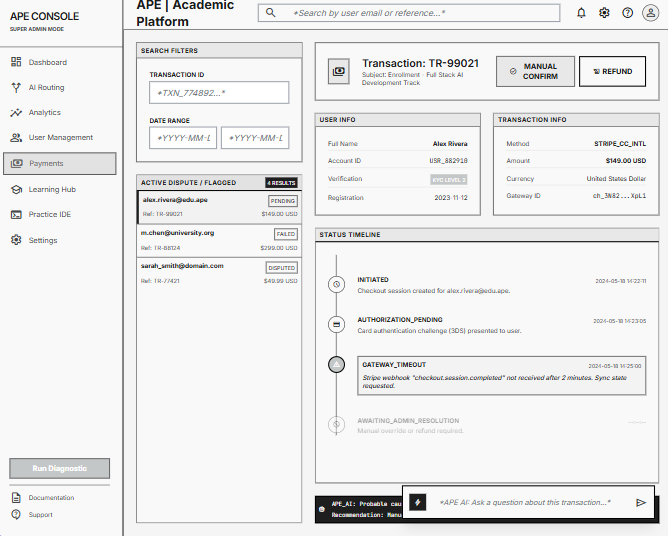 APE CONSOLE
SUPER ADMIN MODE
Dashboard
AI Routing
Analytics
User Management
Payments
Learning Hub
Practice IDE
Settings
Run Diagnostic
Documentation
Support
APE | Academic
Platform
*Search by user email or reference...*
SEARCH FILTERS
TRANSACTION ID
*TXN_774892...*
DATE RANGE
*YYYY-MM-
*YYYY-MM-
ACTIVE DISPUTE / FLAGGED
4 RESULTS
alex.rivera@edu.ape
PENDING
Ref: TR-99021
$149.00 USD
m.chen@university.org
FAILED
Ref: TR-88124
$299.00 USD
sarah_smith@domain.com
DISPUTED
Ref: TR-77421
$49.99 USD
Transaction: TR-99021
Subject: Enrollment - Full Stack AI
Development Track
MANUAL
CONFIRM
REFUND
USER INFO
Full Name
Alex Rivera
Account ID
USR_882910
Verification
KYC LEVEL 2
Registration
2023-11-12
TRANSACTION INFO
Method
STRIPE_CC_INTL
Amount
$149.00 USD
Currency
United States Dollar
Gateway ID
ch_3N82...XpL1
STATUS TIMELINE
INITIATED
2024-05-18 14:22:11
Checkout session created for alex.rivera@edu.ape.
AUTHORIZATION_PENDING
2024-05-18 14:23:05
Card authentication challenge (3DS) presented to user.
GATEWAY_TIMEOUT
2024-05-18 14:25:00
Stripe webhook "checkout.session.completed" not received after 2 minutes. Sync state
requested.
AWAITING_ADMIN_RESOLUTION
Manual override or refund required.
APE_AI: Probable cau
Recommendation: Manu
*APE AI: Ask a question about this transaction...*